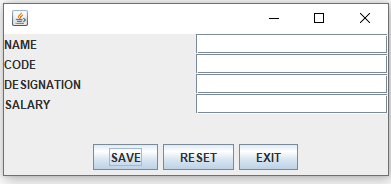 NAME
CODE
DESIGNATION
SALARY
SAVE RESET EXIT